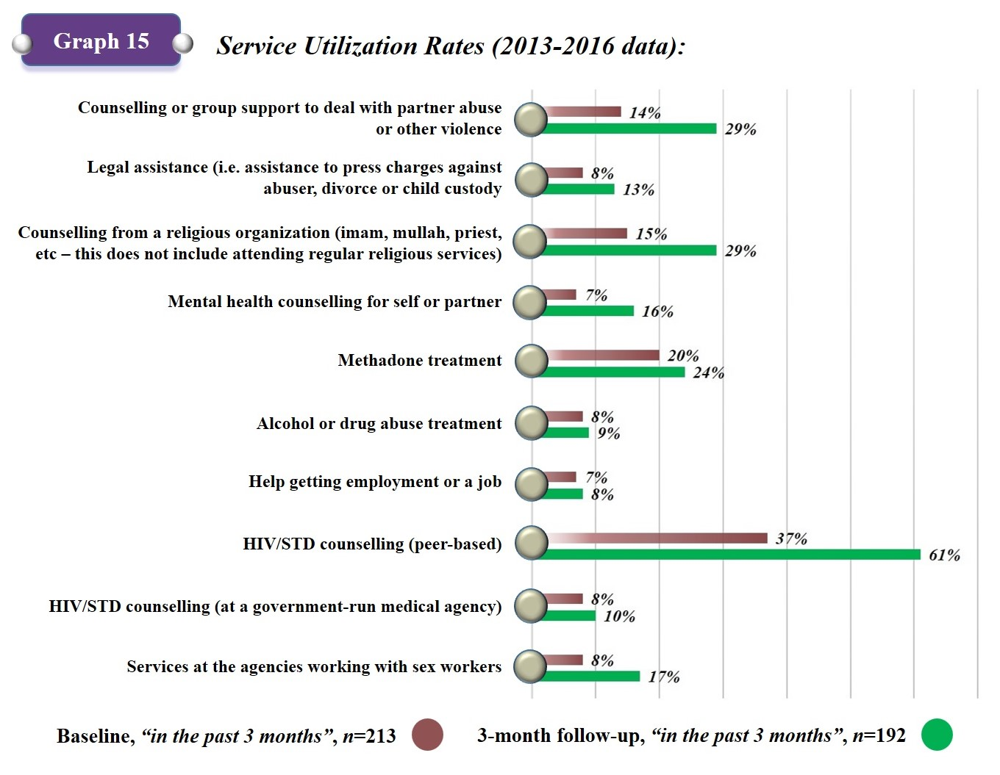 Graph 15
Service Utilization Rates (2013-2016 data):
Counselling or group support to deal with partner abuse
or other violence
14%
29%
Legal assistance (i.e. assistance to press charges against
abuser, divorce or child custody
8%
13%
Counselling from a religious organization (imam, mullah, priest,
etc – this does not include attending regular religious services)
15%
29%
Mental health counselling for self or partner
7%
16%
Methadone treatment
20%
24%
Alcohol or drug abuse treatment
8%
9%
Help getting employment or a job
7%
8%
HIV/STD counselling (peer-based)
37%
61%
HIV/STD counselling (at a government-run medical agency)
8%
10%
Services at the agencies working with sex workers
8%
17%
Baseline, “in the past 3 months”, n=213
3-month follow-up, “in the past 3 months”, n=192